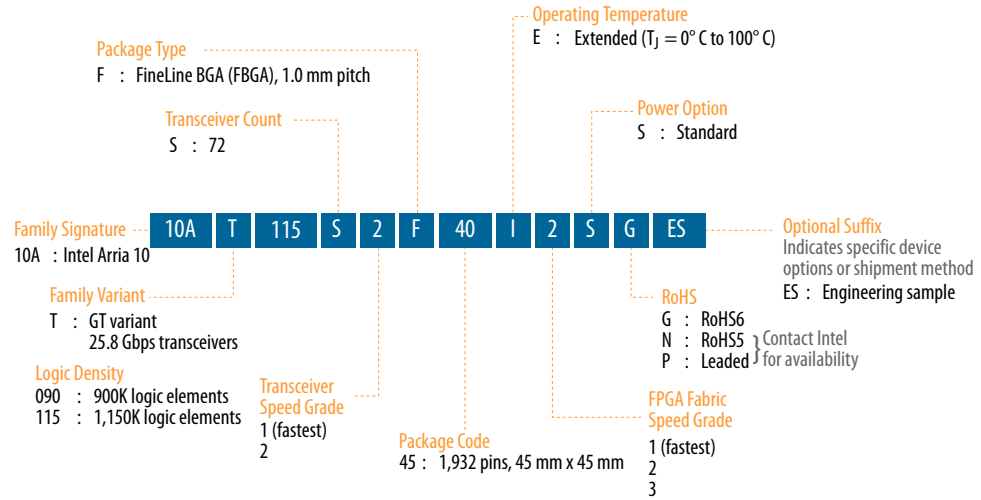 Operating Temperature
E : Extended (TJ = 0° C to 100° C)
Package Type
F : FineLine BGA (FBGA), 1.0 mm pitch
Transceiver Count
S : 72
Power Option
S : Standard
Family Signature
10A T 115 S 2 F 40 I 2 S G ES
10A : Intel Arria 10
Optional Suffix
Indicates specific device
options or shipment method
ES : Engineering sample
Family Variant
T : GT variant
25.8 Gbps transceivers
RoHS
G : RoHS6
N : RoHS5
P : Leaded
} Contact Intel
for availability
Logic Density
090 : 900K logic elements
115 : 1,150K logic elements
Transceiver
Speed Grade
1 (fastest)
2
Package Code
45 : 1,932 pins, 45 mm x 45 mm
FPGA Fabric
Speed Grade
1 (fastest)
2
3